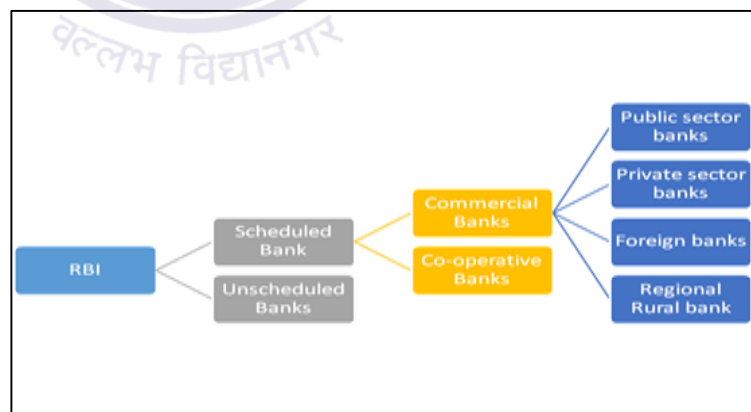 वल्लभ विद्यानगर
RBI
Scheduled
Bank
Unscheduled
Banks
Commercial
Banks
Co-operative
Banks
Public sector
banks
Private sector
banks
Foreign banks
Regional
Rural bank